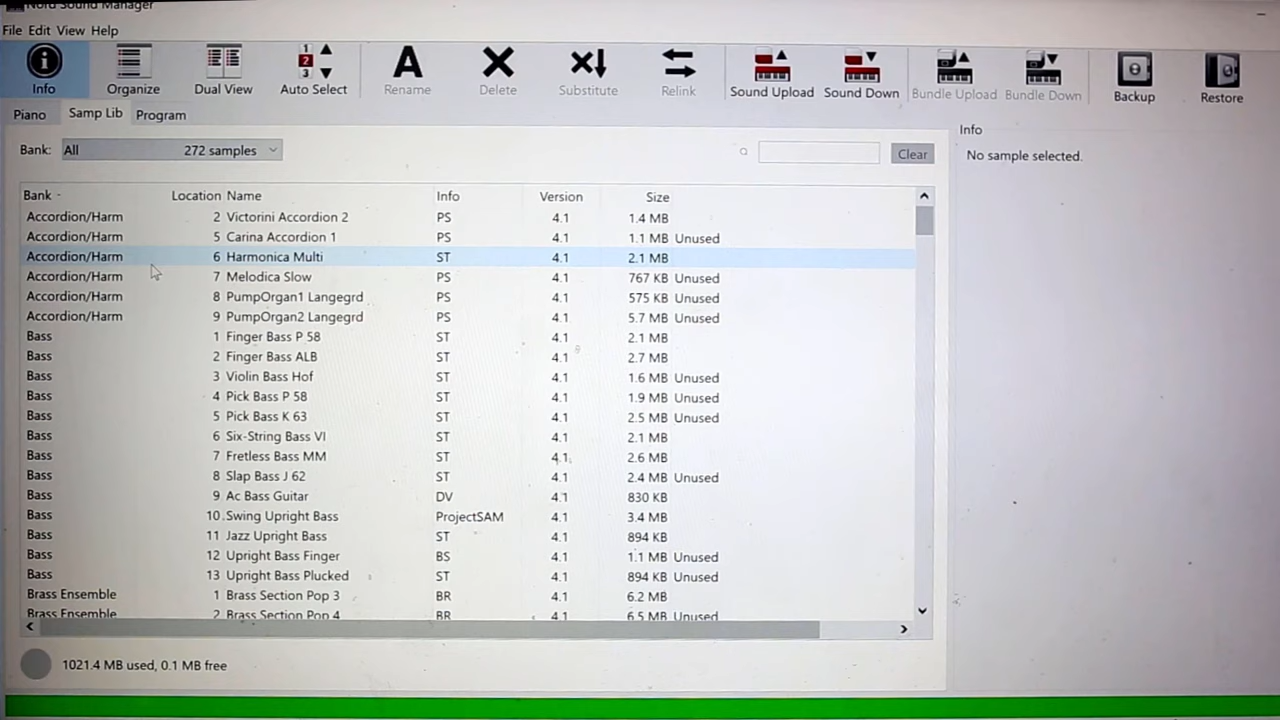 Nord Sound Manager
File Edit View Help
Info Organize Dual View Auto Select Rename Delete Substitute Relink Sound Upload Sound Down Bundle Upload Bundle Down Backup Restore
Piano Samp Lib Program
Bank: All 272 samples Clear
Info
No sample selected.
Bank Location Name Info Version Size
Accordion/Harm 2 Victorini Accordion 2 PS 4.1 1.4 MB
Accordion/Harm 5 Carina Accordion 1 PS 4.1 1.1 MB Unused
Accordion/Harm 6 Harmonica Multi ST 4.1 2.1 MB
Accordion/Harm 7 Melodica Slow PS 4.1 767 KB Unused
Accordion/Harm 8 PumpOrgan1 Langegrd PS 4.1 575 KB Unused
Accordion/Harm 9 PumpOrgan2 Langegrd PS 4.1 5.7 MB Unused
Bass 1 Finger Bass P 58 ST 4.1 2.1 MB
Bass 2 Finger Bass ALB ST 4.1 2.7 MB
Bass 3 Violin Bass Hof ST 4.1 1.6 MB Unused
Bass 4 Pick Bass P 58 ST 4.1 1.9 MB Unused
Bass 5 Pick Bass K 63 ST 4.1 2.5 MB Unused
Bass 6 Six-String Bass VI ST 4.1 2.1 MB
Bass 7 Fretless Bass MM ST 4.1 2.6 MB
Bass 8 Slap Bass J 62 ST 4.1 2.4 MB Unused
Bass 9 Ac Bass Guitar DV 4.1 830 KB
Bass 10 Swing Upright Bass ProjectSAM 4.1 3.4 MB
Bass 11 Jazz Upright Bass ST 4.1 894 KB
Bass 12 Upright Bass Finger BS 4.1 1.1 MB Unused
Bass 13 Upright Bass Plucked ST 4.1 894 KB Unused
Brass Ensemble 1 Brass Section Pop 3 BR 4.1 6.2 MB
Brass Ensemble 2 Brass Section Pop 4 BR 4.1 6.5 MB Unused
1021.4 MB used, 0.1 MB free